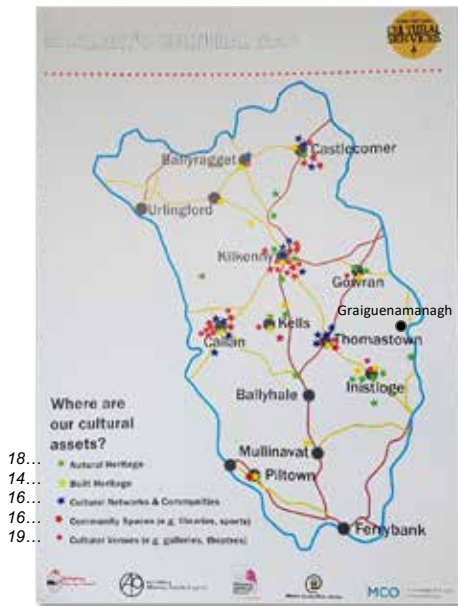 CULTURAL
SERVICES
Castlecomer
Ballyragget
Urlingford
Kilkenny
Gowran
Graiguenamanagh
Kells
Callan
Thomastown
Inistioge
Ballyhale
Where are
our cultural
assets?
Mullinavat
18... Natural Heritage
14... Built Heritage
Piltown
16... Cultural Networks & Communities
16... Community Spaces (e.g. libraries, sports)
Ferrybank
19... Cultural Venues (e.g. galleries, theatres)
MCO